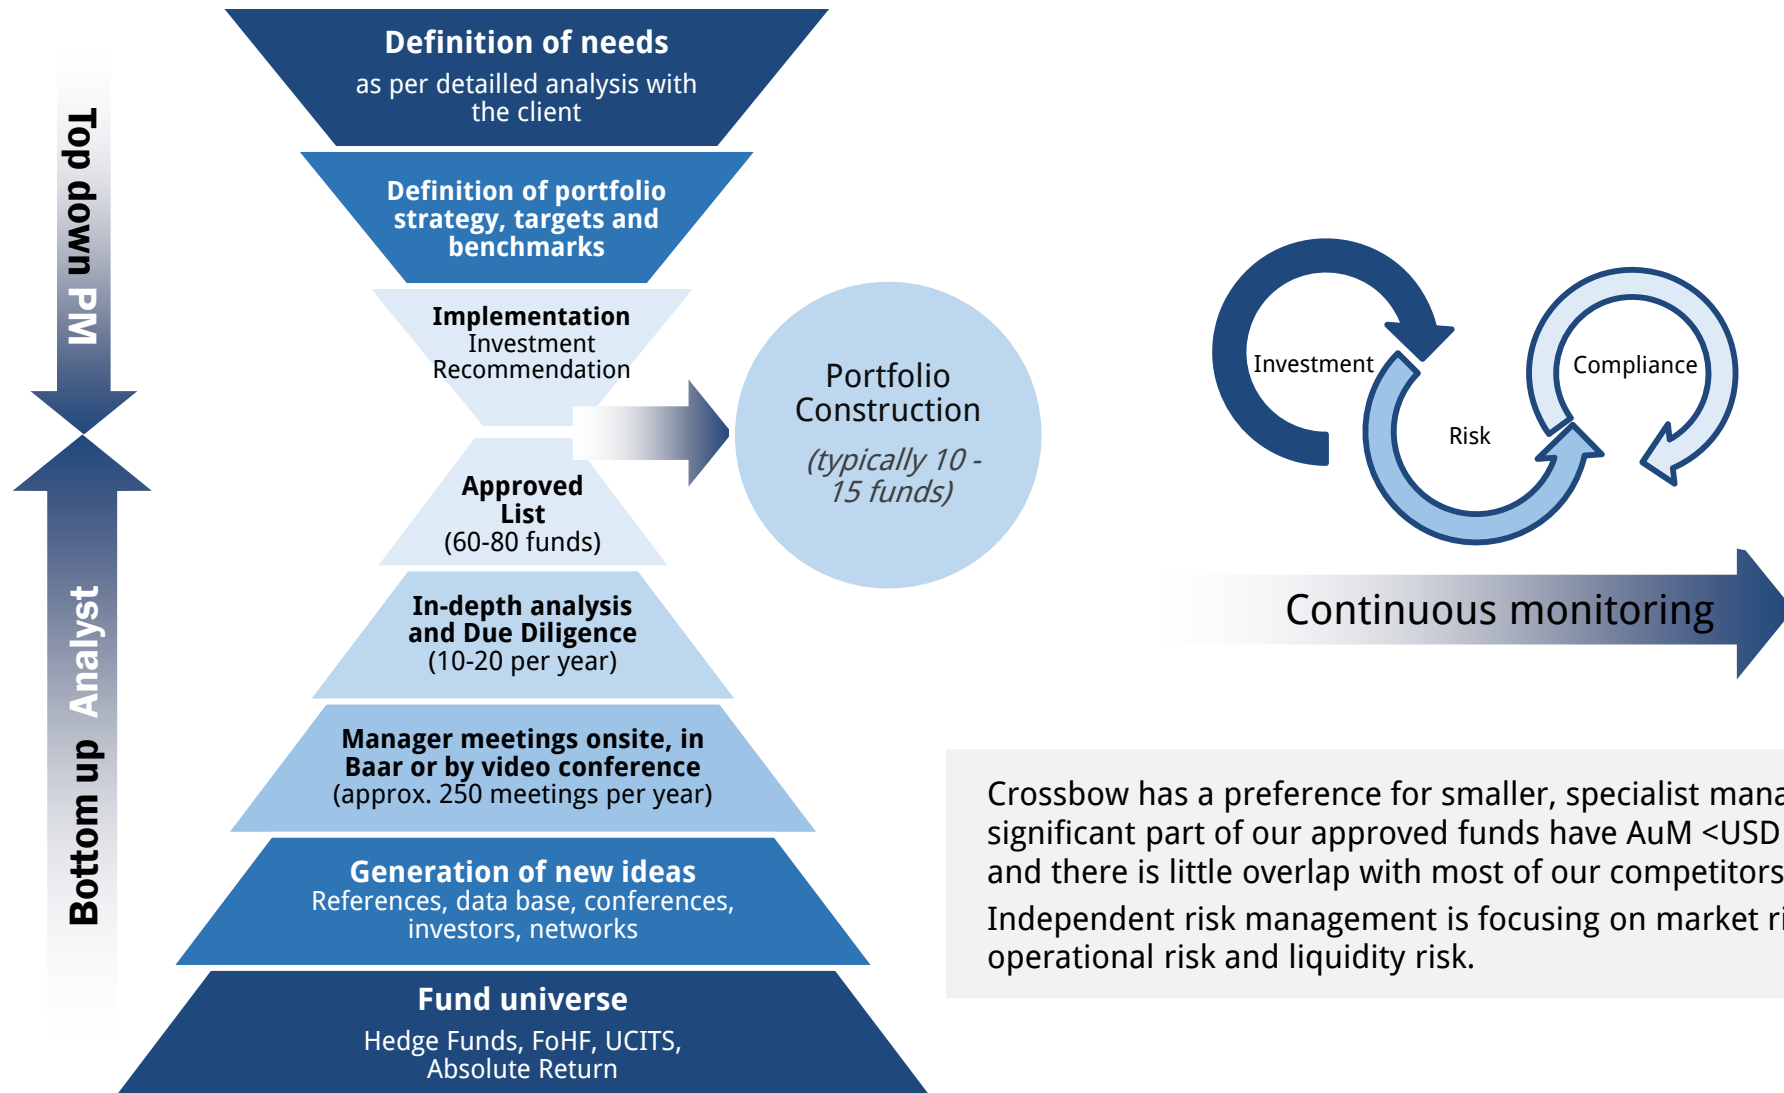 Definition of needs
as per detailled analysis with
the client
Top down PM
Definition of portfolio
strategy, targets and
benchmarks
Implementation
Investment
Recommendation
Portfolio
Construction
(typically 10 -
15 funds)
Investment
Risk
Compliance
Approved
List
(60-80 funds)
In-depth analysis
and Due Diligence
(10-20 per year)
Continuous monitoring
Bottom up Analyst
Manager meetings onsite, in
Baar or by video conference
(approx. 250 meetings per year)
Generation of new ideas
References, data base, conferences,
investors, networks
Fund universe
Hedge Funds, FoHF, UCITS,
Absolute Return
Crossbow has a preference for smaller, specialist
significant part of our approved funds have AuM <USD
and there is little overlap with most of our competitors
Independent risk management is focusing on market
operational risk and liquidity risk.